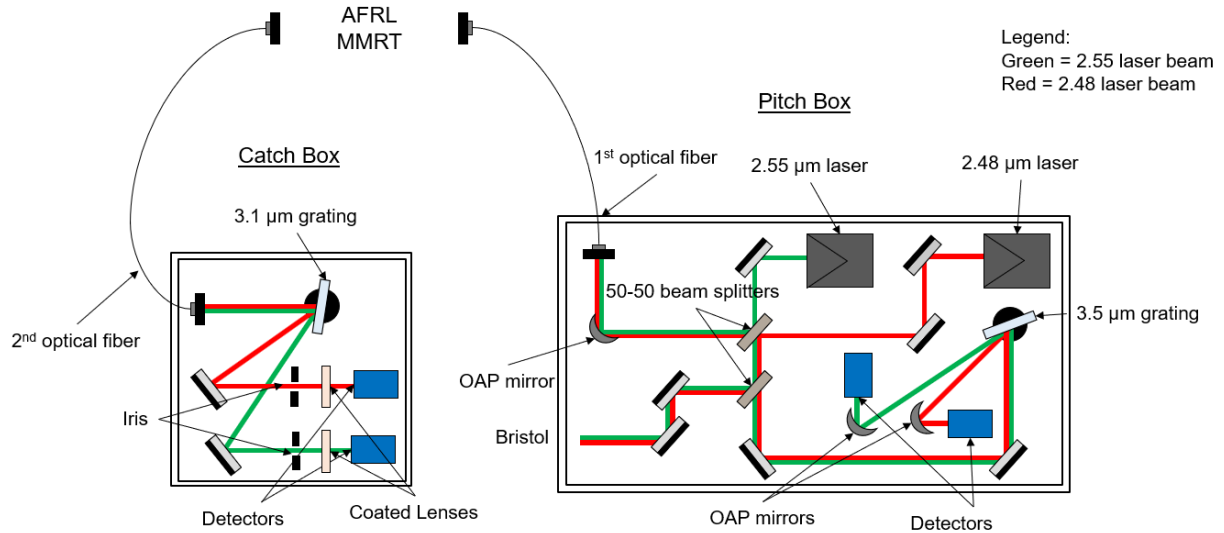 AFRL
MMRT
Legend:
Green = 2.55 laser beam
Red = 2.48 laser beam
Pitch Box
Catch Box
1st optical fiber
2.55 µm laser
2.48 µm laser
3.1 µm grating
50-50 beam splitters
3.5 µm grating
2nd optical fiber
OAP mirror
Iris
Bristol
Detectors
Coated Lenses
OAP mirrors
Detectors